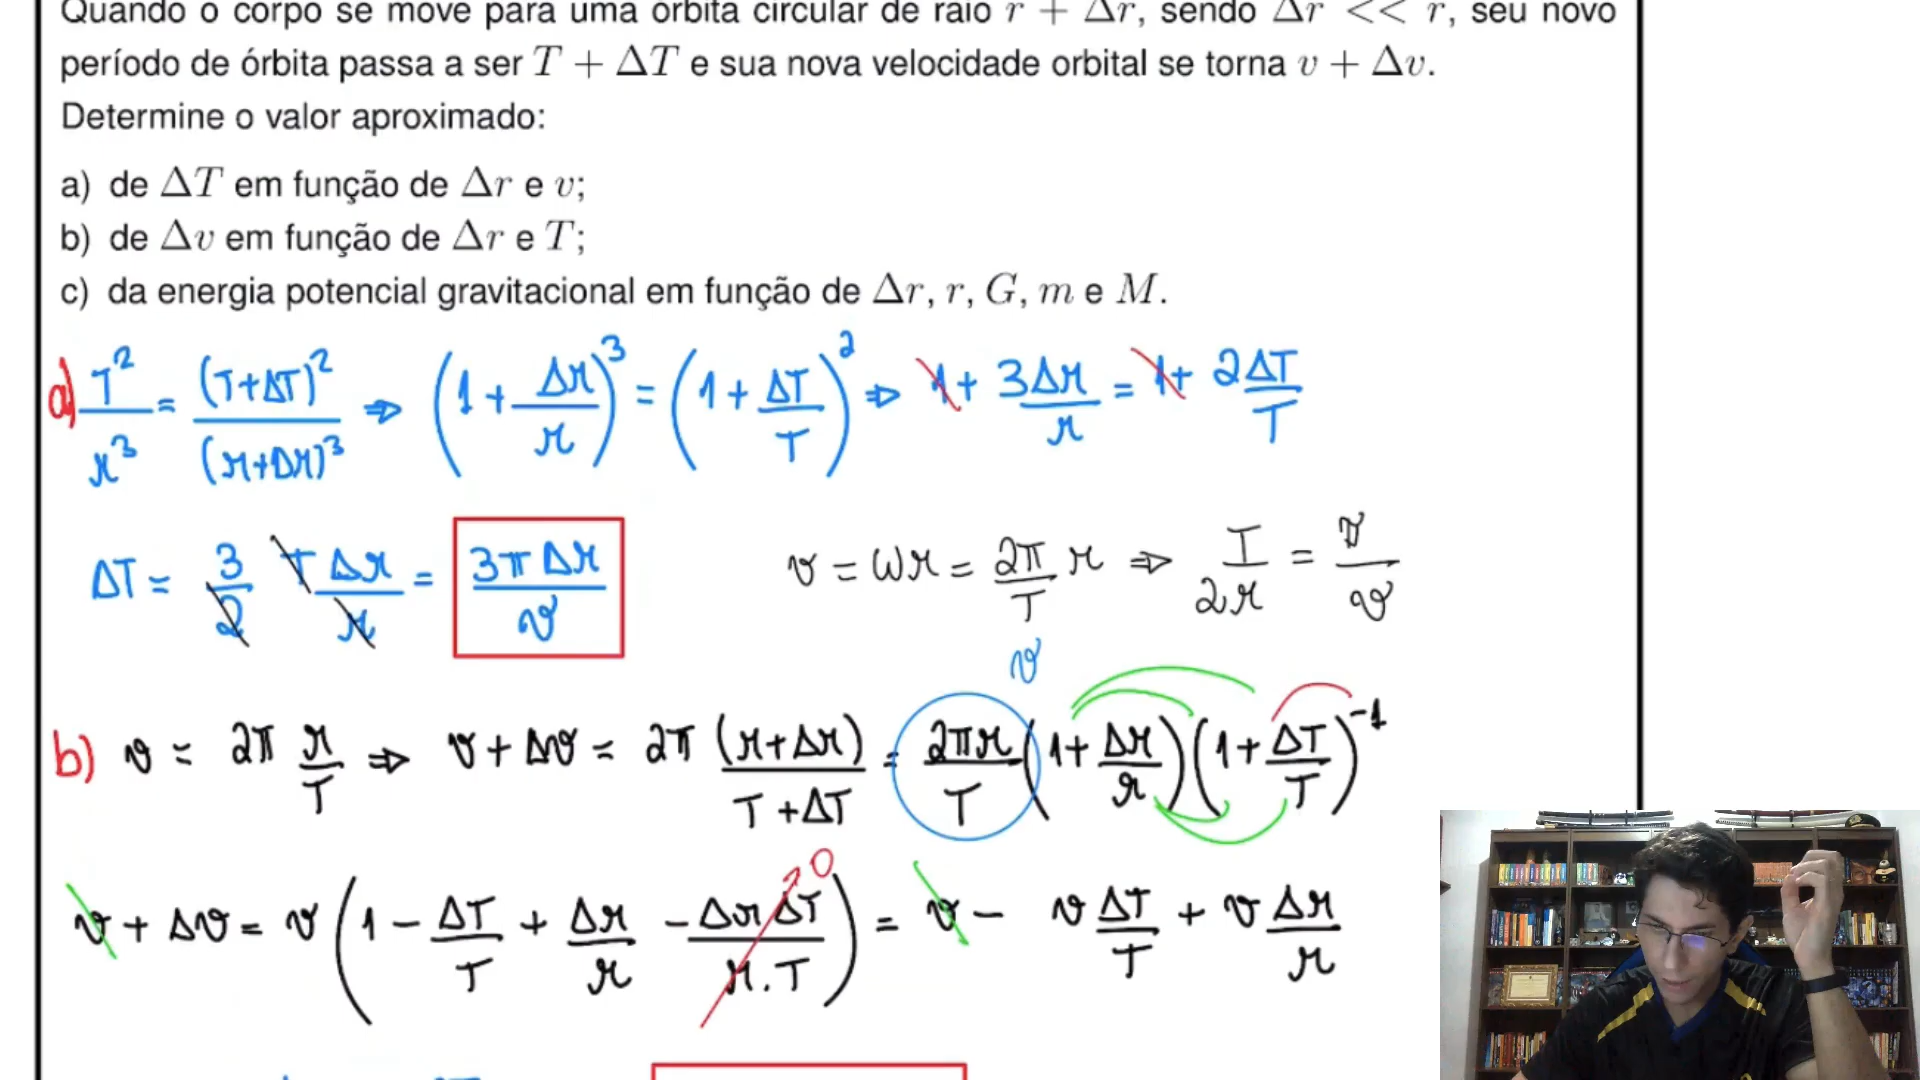 Quando o corpo se move para uma órbita circular de raio r + Δr, sendo Δr << r, seu novo
período de órbita passa a ser T + ΔT e sua nova velocidade orbital se torna v + Δv.
Determine o valor aproximado:
a) de ΔT em função de Δr e v;
b) de Δv em função de Δr e T;
c) da energia potencial gravitacional em função de Δr, r, G, m e M.
a) T²/r³ = (T+ΔT)²/(r+Δr)³ ⇒ (1 + Δr/r)³ = (1 + ΔT/T)² ⇒ 1 + 3Δr/r = 1 + 2ΔT/T
ΔT = 3/2 TΔr/r = 3πΔr/v
v = ωr = 2π/T r ⇒ T/2r = π/v
v
b) v = 2π r/T ⇒ v + Δv = 2π (r+Δr)/(T+ΔT) = 2πr/T (1 + Δr/r)(1 + ΔT/T)⁻¹
v + Δv = v(1 − ΔT/T + Δr/r − ΔrΔT/r.T) = v − v ΔT/T + v Δr/r
0